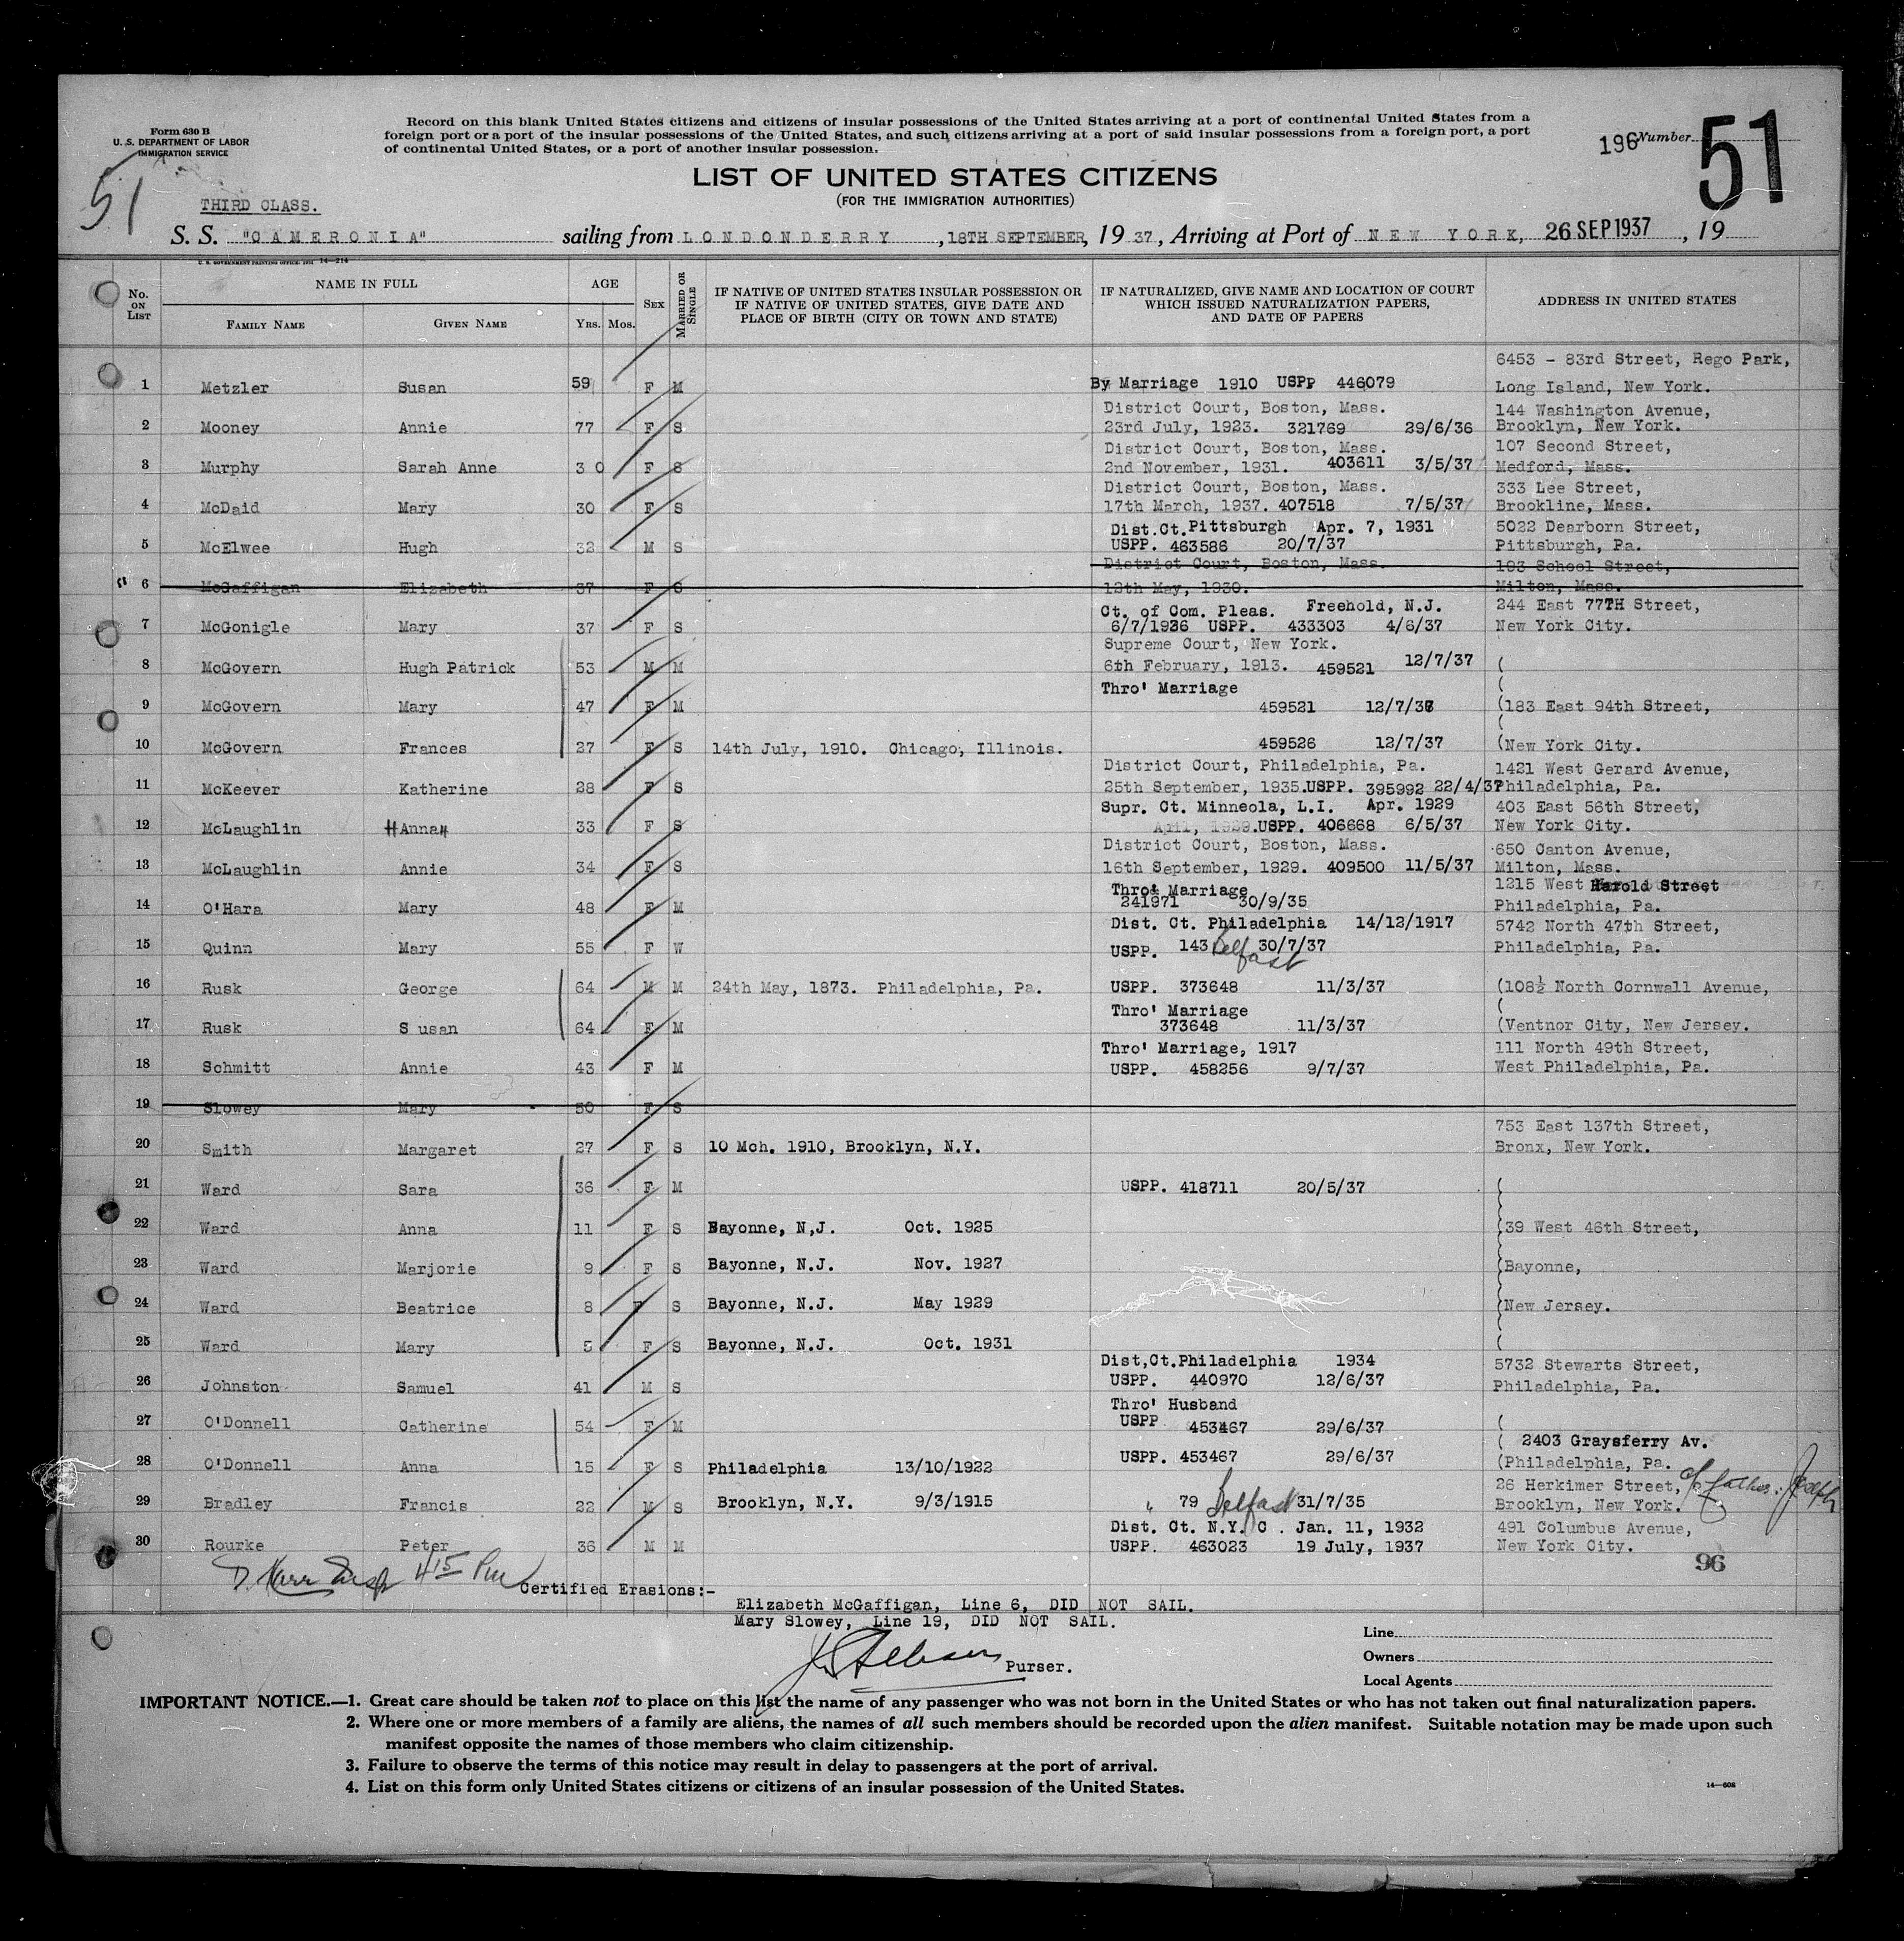 Form 630 B
U. S. DEPARTMENT OF LABOR
IMMIGRATION SERVICE
Record on this blank United States citizens and citizens of insular possessions of the United States arriving at a port of continental United States from a
foreign port or a port of the insular possessions of the United States, and such citizens arriving at a port of said insular possessions from a foreign port, a port
of continental United States, or a port of another insular possession.
196 Number 51
51
LIST OF UNITED STATES CITIZENS
(FOR THE IMMIGRATION AUTHORITIES)
THIRD CLASS.
S. S. "CAMERONIA" sailing from LONDONDERRY, 18TH SEPTEMBER, 1937, Arriving at Port of NEW YORK, 26 SEP 1937, 19
U. S. GOVERNMENT PRINTING OFFICE: 1931 14—214
No. ON LIST
NAME IN FULL
FAMILY NAME
GIVEN NAME
AGE
YRS. MOS.
SEX
MARRIED OR SINGLE
IF NATIVE OF UNITED STATES INSULAR POSSESSION OR
IF NATIVE OF UNITED STATES, GIVE DATE AND
PLACE OF BIRTH (CITY OR TOWN AND STATE)
IF NATURALIZED, GIVE NAME AND LOCATION OF COURT
WHICH ISSUED NATURALIZATION PAPERS,
AND DATE OF PAPERS
ADDRESS IN UNITED STATES
6453 - 83rd Street, Rego Park,
1 Metzler Susan 59 F M By Marriage 1910 USPP 446079 Long Island, New York.
District Court, Boston, Mass. 144 Washington Avenue,
2 Mooney Annie 77 F S 23rd July, 1923. 321769 29/6/36 Brooklyn, New York.
District Court, Boston, Mass. 107 Second Street,
3 Murphy Sarah Anne 30 F S 2nd November, 1931. 403611 3/5/37 Medford, Mass.
District Court, Boston, Mass. 333 Lee Street,
4 McDaid Mary 30 F S 17th March, 1937. 407518 7/5/37 Brookline, Mass.
Dist.Ct.Pittsburgh Apr. 7, 1931 5022 Dearborn Street,
5 McElwee Hugh 32 M S USPP. 463586 20/7/37 Pittsburgh, Pa.
District Court, Boston, Mass. 193 School Street,
6 McGaffigan Elizabeth 37 F S 12th May, 1930. Milton, Mass.
Ct. of Com. Pleas. Freehold, N.J. 244 East 77TH Street,
7 McGonigle Mary 37 F S 6/7/1936 USPP. 433303 4/6/37 New York City.
Supreme Court, New York.
8 McGovern Hugh Patrick 53 M M 6th February, 1913. 459521 12/7/37 (
Thro' Marriage (
9 McGovern Mary 47 F M 459521 12/7/37 (183 East 94th Street,
(
10 McGovern Frances 27 F S 14th July, 1910. Chicago, Illinois. 459526 12/7/37 (New York City.
District Court, Philadelphia, Pa. 1421 West Gerard Avenue,
11 McKeever Katherine 28 F S 25th September, 1935.USPP. 395992 22/4/37 Philadelphia, Pa.
Supr. Ct. Minneola, L.I. Apr. 1929 403 East 56th Street,
12 McLaughlin Anna 33 F S April, 1929.USPP. 406668 6/5/37 New York City.
District Court, Boston, Mass. 650 Canton Avenue,
13 McLaughlin Annie 34 F S 16th September, 1929. 409500 11/5/37 Milton, Mass.
Thro' Marriage 1215 West Harold Street
14 O'Hara Mary 48 F M 241971 30/9/35 Philadelphia, Pa.
Dist. Ct. Philadelphia 14/12/1917 5742 North 47th Street,
15 Quinn Mary 55 F W USPP. 143 Belfast 30/7/37 Philadelphia, Pa.
16 Rusk George 64 M M 24th May, 1873. Philadelphia, Pa. USPP. 373648 11/3/37 (108½ North Cornwall Avenue,
Thro' Marriage (
17 Rusk Susan 64 F M 373648 11/3/37 (Ventnor City, New Jersey.
Thro' Marriage, 1917 111 North 49th Street,
18 Schmitt Annie 43 F M USPP. 458256 9/7/37 West Philadelphia, Pa.
19 Slowey Mary 50 F S
753 East 137th Street,
20 Smith Margaret 27 F S 10 Mch. 1910, Brooklyn, N.Y. Bronx, New York.
21 Ward Sara 36 F M USPP. 418711 20/5/37 (
22 Ward Anna 11 F S Bayonne, N,J. Oct. 1925 (39 West 46th Street,
23 Ward Marjorie 9 F S Bayonne, N.J. Nov. 1927 (Bayonne,
24 Ward Beatrice 8 F S Bayonne, N.J. May 1929 (New Jersey.
25 Ward Mary 5 F S Bayonne, N.J. Oct. 1931 (
Dist,Ct.Philadelphia 1934 5732 Stewarts Street,
26 Johnston Samuel 41 M S USPP. 440970 12/6/37 Philadelphia, Pa.
Thro' Husband
27 O'Donnell Catherine 54 F M USPP 453467 29/6/37 (
( 2403 Graysferry Av.
28 O'Donnell Anna 15 F S Philadelphia 13/10/1922 USPP. 453467 29/6/37 (Philadelphia, Pa.
26 Herkimer Street, c/o father: Joseph
29 Bradley Francis 22 M S Brooklyn, N.Y. 9/3/1915 79 Belfast 31/7/35 Brooklyn, New York.
Dist. Ct. N.Y. C. Jan. 11, 1932 491 Columbus Avenue,
30 Rourke Peter 36 M M USPP. 463023 19 July, 1937 New York City.
96
D. Kerr Insp 4 15 Pm
Certified Erasions:-
Elizabeth McGaffigan, Line 6, DID NOT SAIL.
Mary Slowey, Line 19, DID NOT SAIL.
Purser.
Line
Owners
Local Agents
IMPORTANT NOTICE.—1. Great care should be taken not to place on this list the name of any passenger who was not born in the United States or who has not taken out final naturalization papers.
2. Where one or more members of a family are aliens, the names of all such members should be recorded upon the alien manifest. Suitable notation may be made upon such
manifest opposite the names of those members who claim citizenship.
3. Failure to observe the terms of this notice may result in delay to passengers at the port of arrival.
4. List on this form only United States citizens or citizens of an insular possession of the United States.
14—608